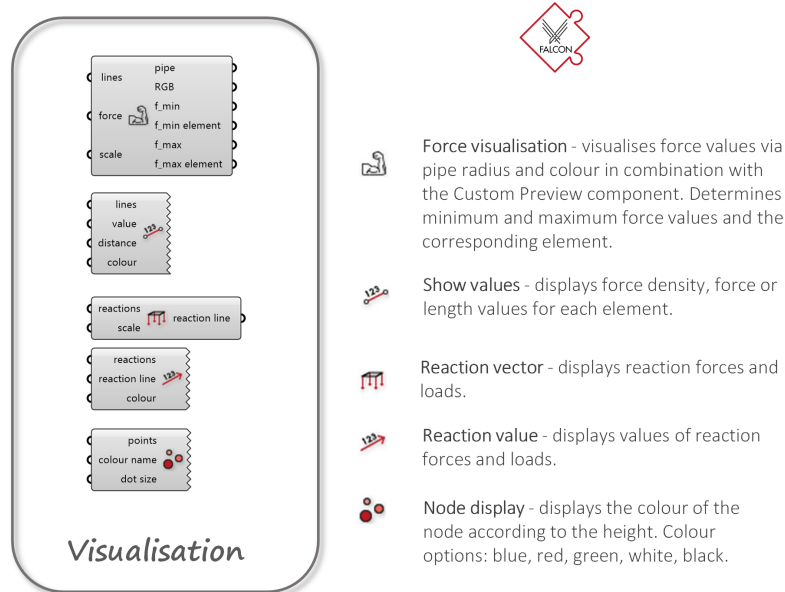 lines
force
scale
pipe
RGB
f_min
f_min element
f_max
f_max element
lines
value
distance
colour
123
reactions
scale
reaction line
reactions
reaction line
colour
123
points
colour name
dot size
Visualisation
FALCON
Force visualisation - visualises force values via
pipe radius and colour in combination with
the Custom Preview component. Determines
minimum and maximum force values and the
corresponding element.
123
Show values - displays force density, force or
length values for each element.
Reaction vector - displays reaction forces and
loads.
123
Reaction value - displays values of reaction
forces and loads.
Node display - displays the colour of the
node according to the height. Colour
options: blue, red, green, white, black.